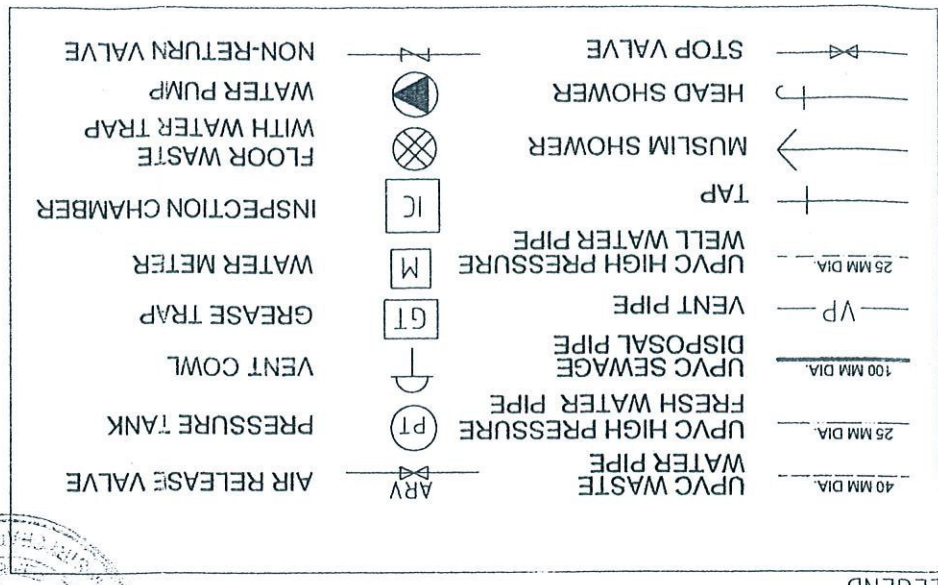 LEGEND
40 MM DIA.
UPVC WASTE
WATER PIPE
25 MM DIA.
UPVC HIGH PRESSURE
FRESH WATER PIPE
100 MM DIA.
UPVC SEWAGE
DISPOSAL PIPE
VP
VENT PIPE
25 MM DIA.
UPVC HIGH PRESSURE
WELL WATER PIPE
TAP
MUSLIM SHOWER
HEAD SHOWER
STOP VALVE
ARV
AIR RELEASE VALVE
PT
PRESSURE TANK
VENT COWL
GT
GREASE TRAP
M
WATER METER
IC
INSPECTION CHAMBER
FLOOR WASTE
WITH WATER TRAP
WATER PUMP
NON-RETURN VALVE